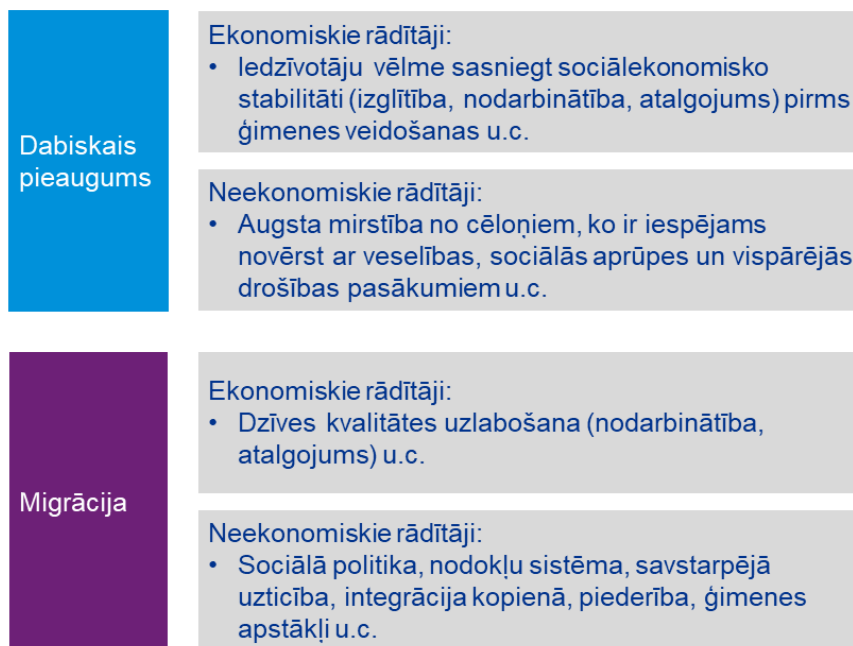 Dabiskais
pieaugums
Ekonomiskie rādītāji:
• Iedzīvotāju vēlme sasniegt sociālekonomisko
stabilitāti (izglītība, nodarbinātība, atalgojums) pirms
ģimenes veidošanas u.c.
Neekonomiskie rādītāji:
• Augsta mirstība no cēloņiem, ko ir iespējams
novērst ar veselības, sociālās aprūpes un vispārējās
drošības pasākumiem u.c.
Migrācija
Ekonomiskie rādītāji:
• Dzīves kvalitātes uzlabošana (nodarbinātība,
atalgojums) u.c.
Neekonomiskie rādītāji:
• Sociālā politika, nodokļu sistēma, savstarpējā
uzticība, integrācija kopienā, piederība, ģimenes
apstākļi u.c.